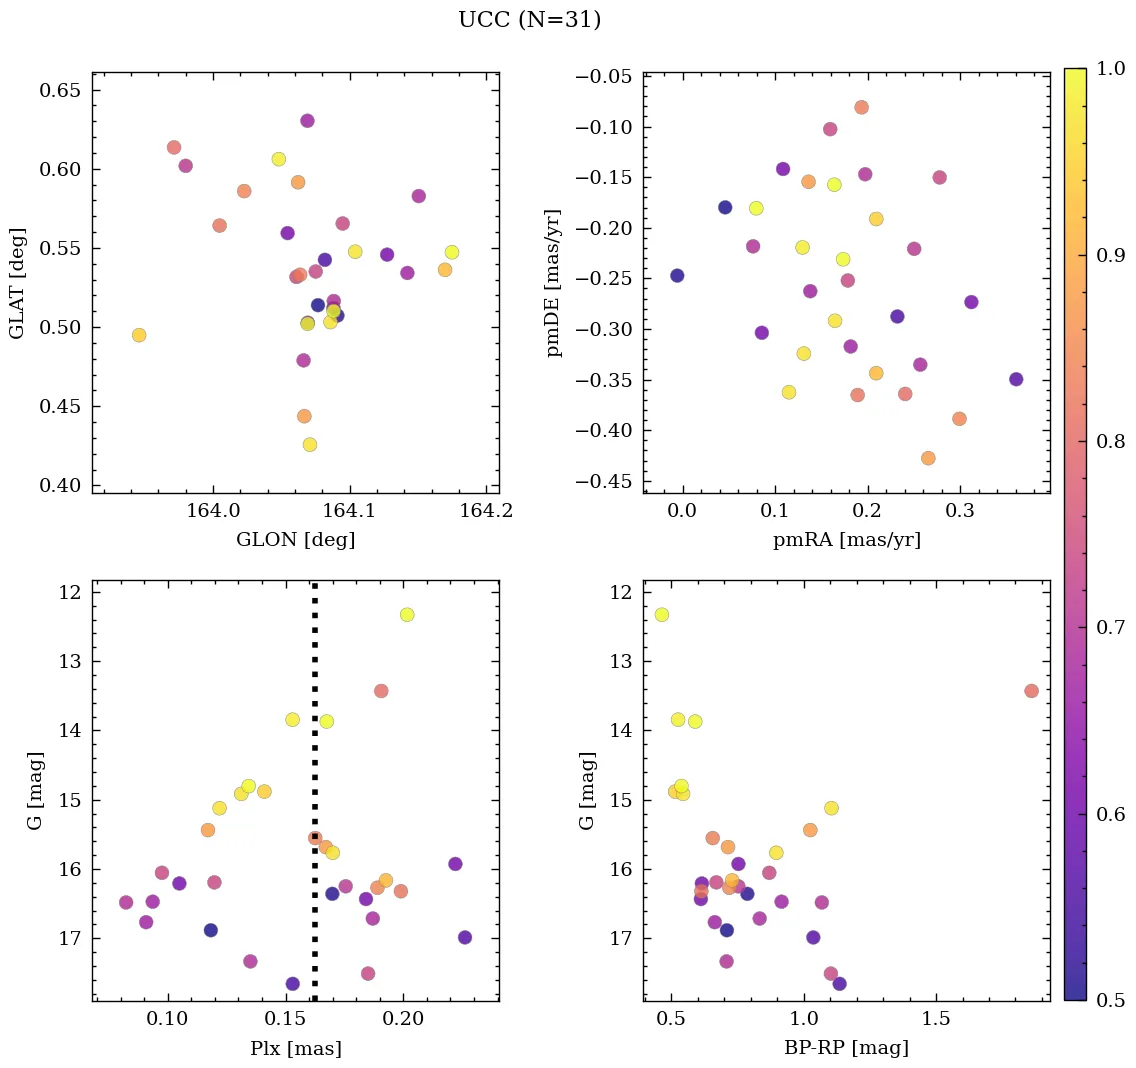 UCC (N=31)
0.65
0.60
0.55
0.50
0.45
0.40
GLAT [deg]
164.0 164.1 164.2
GLON [deg]
−0.05
−0.10
−0.15
−0.20
−0.25
−0.30
−0.35
−0.40
−0.45
pmDE [mas/yr]
0.0 0.1 0.2 0.3
pmRA [mas/yr]
12
13
14
15
16
17
G [mag]
0.10 0.15 0.20
Plx [mas]
12
13
14
15
16
17
G [mag]
0.5 1.0 1.5
BP-RP [mag]
1.0
0.9
0.8
0.7
0.6
0.5